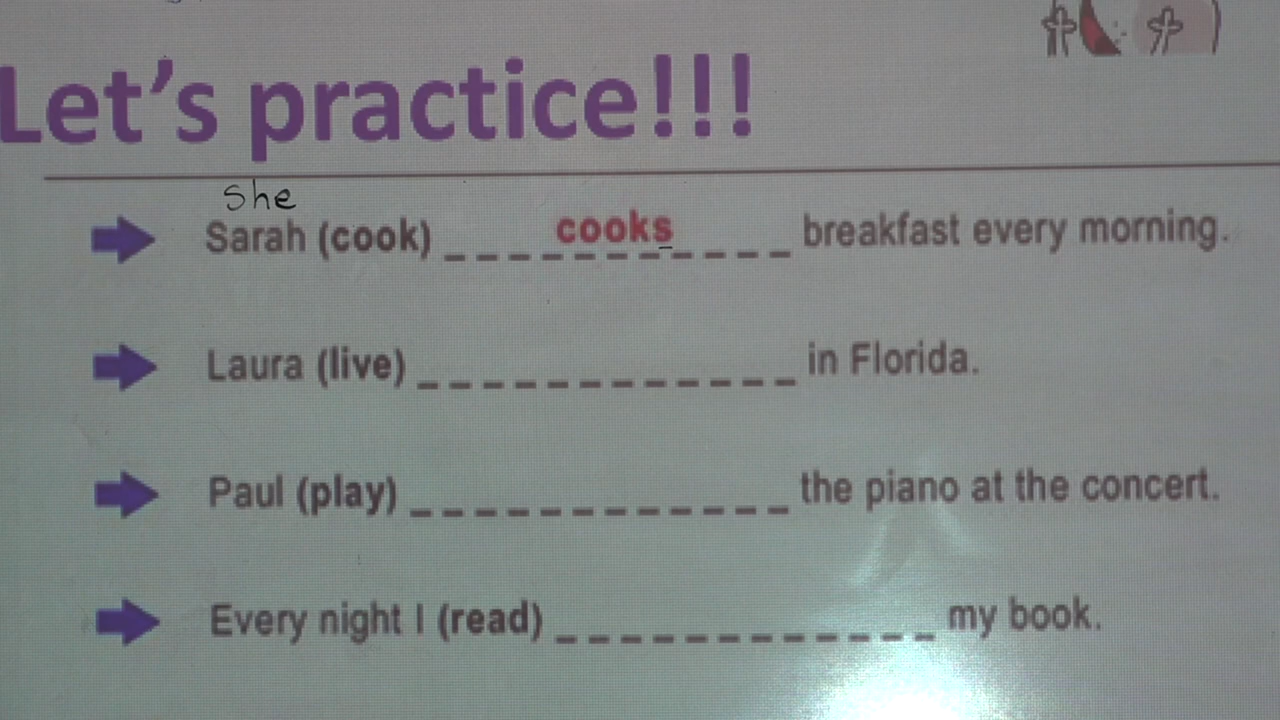 Let's practice!!!
She
Sarah (cook) _ _ _ cooks _ _ _ breakfast every morning.
Laura (live) _ _ _ _ _ _ _ _ _ _ _ _ in Florida.
Paul (play) _ _ _ _ _ _ _ _ _ _ _ _ the piano at the concert.
Every night I (read) _ _ _ _ _ _ _ _ _ _ _ _ my book.